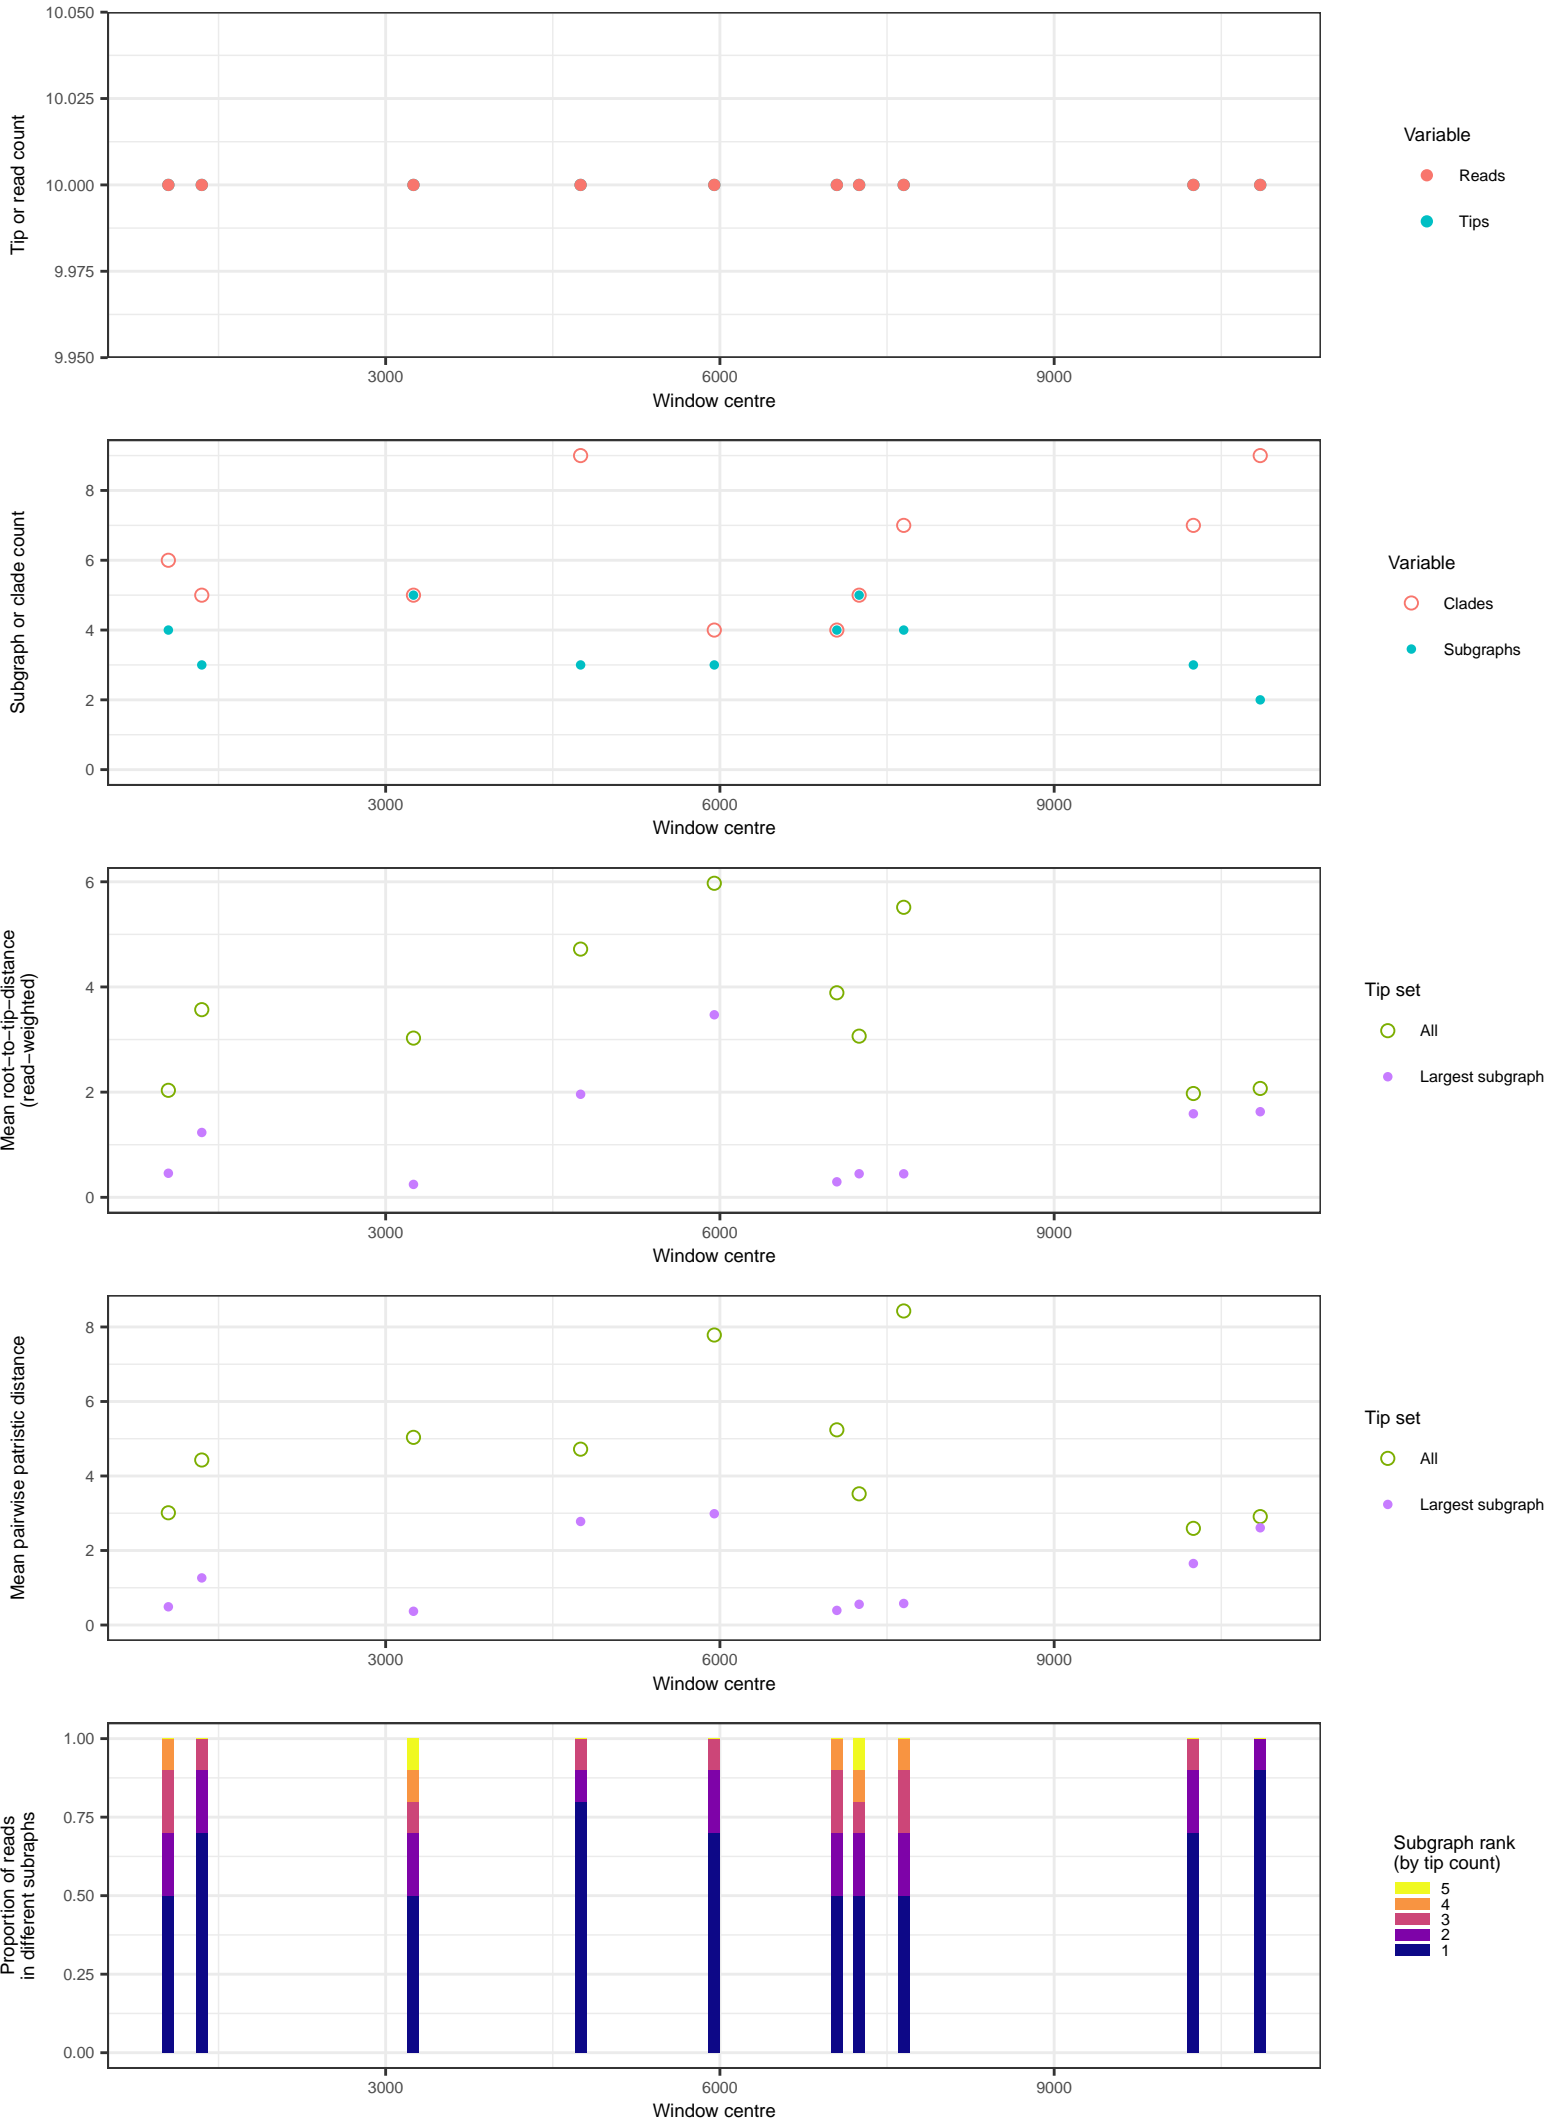 10.050
10.025
10.000
9.975
9.950
Tip or read count
3000 6000 9000
Window centre
Variable
Reads
Tips
8
6
4
2
0
Subgraph or clade count
3000 6000 9000
Window centre
Variable
Clades
Subgraphs
6
4
2
0
Mean root−to−tip−distance
(read−weighted)
3000 6000 9000
Window centre
Tip set
All
Largest subgraph
8
6
4
2
0
Mean pairwise patristic distance
3000 6000 9000
Window centre
Tip set
All
Largest subgraph
1.00
0.75
0.50
0.25
0.00
Proportion of reads
in different subraphs
3000 6000 9000
Window centre
Subgraph rank
(by tip count)
5
4
3
2
1